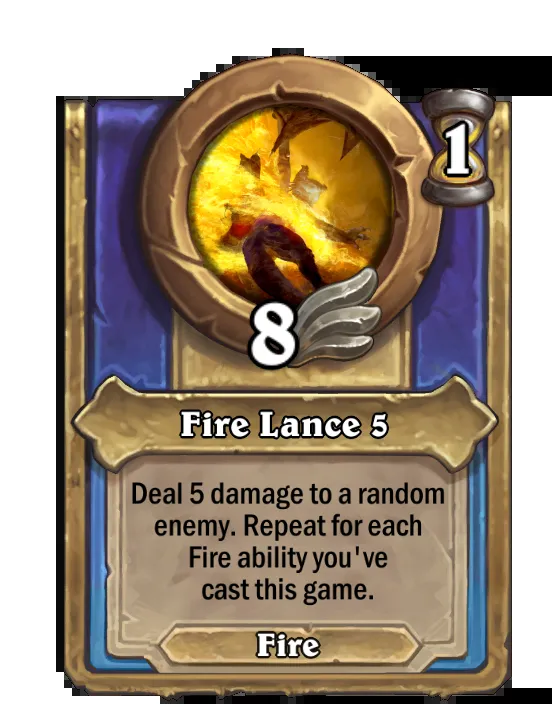 1
8
Fire Lance 5
Deal 5 damage to a random
enemy. Repeat for each
Fire ability you've
cast this game.
Fire